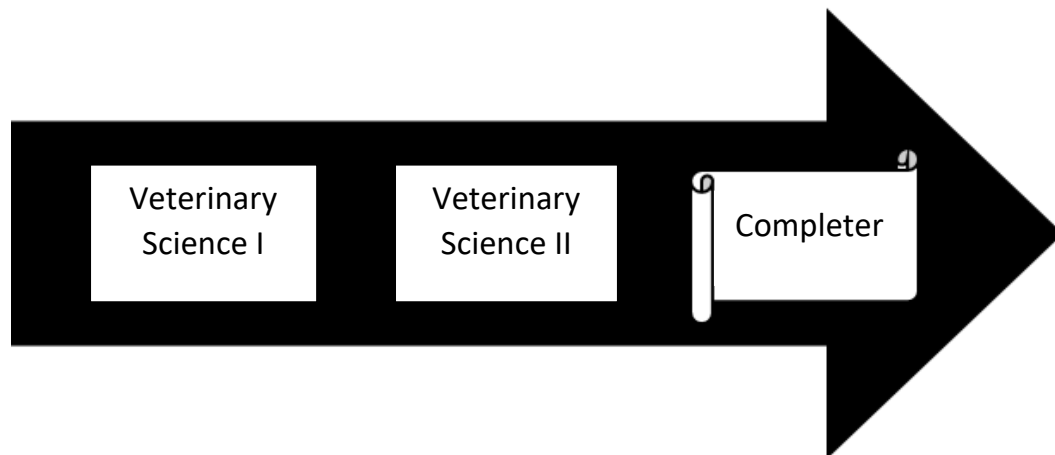 Veterinary
Science I
Veterinary
Science II
Completer